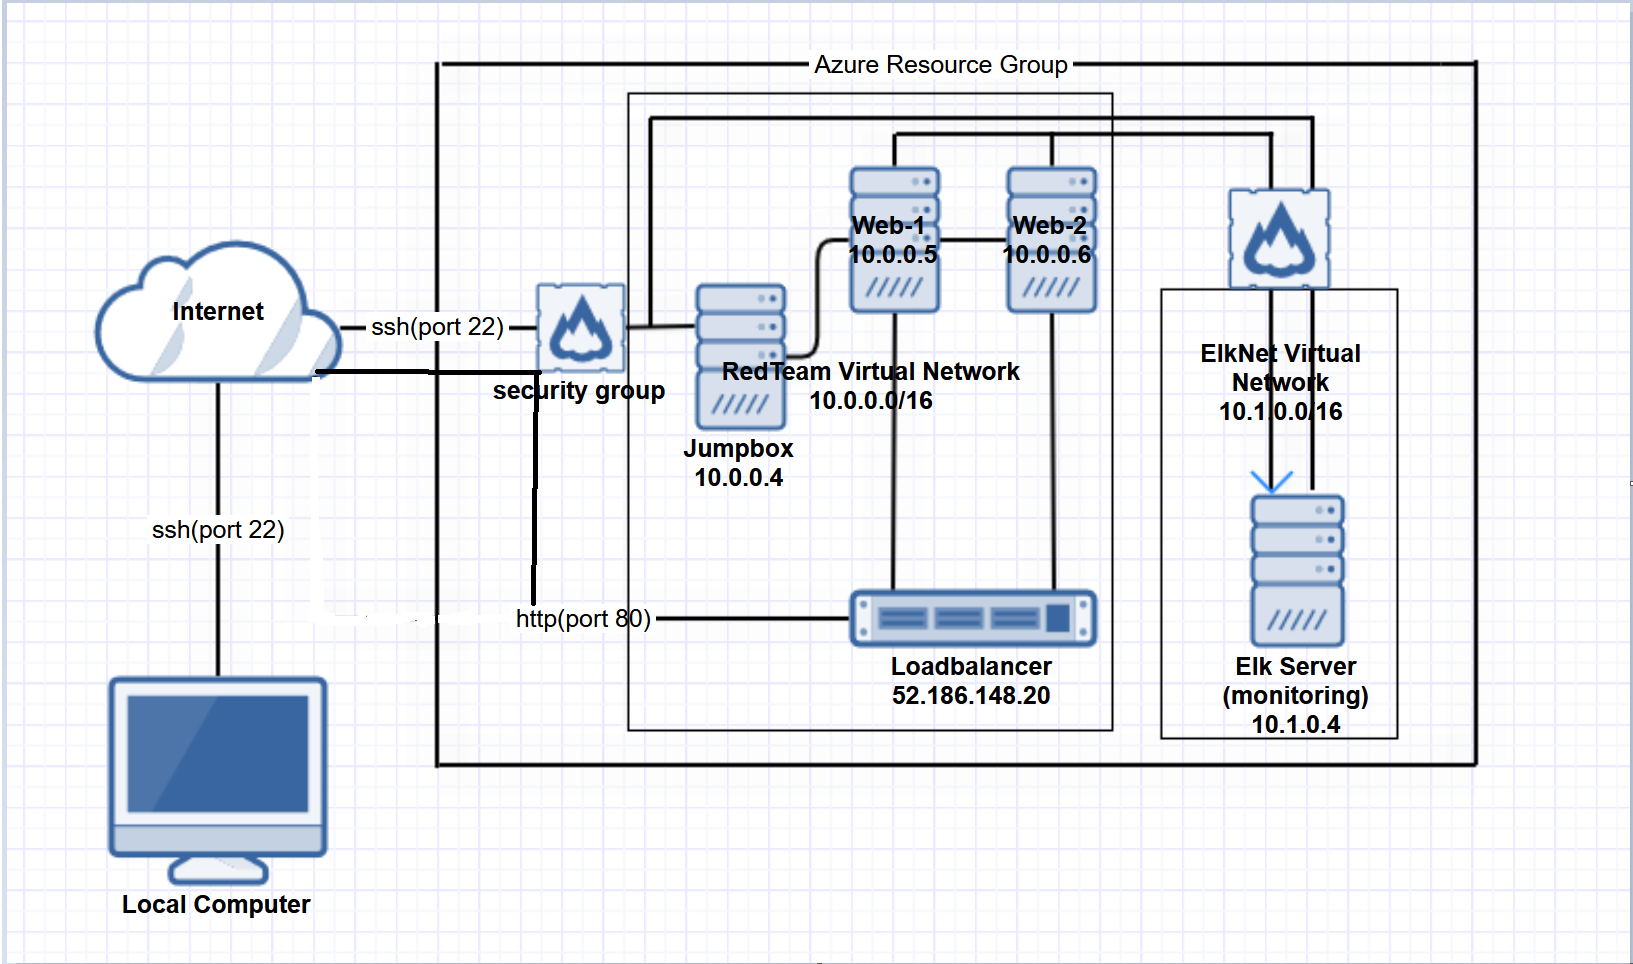 Azure Resource Group
Web-1
10.0.0.5
Web-2
10.0.0.6
Internet
ssh(port 22)
security group
RedTeam Virtual Network
10.0.0.0/16
ElkNet Virtual
Network
10.1.0.0/16
Jumpbox
10.0.0.4
ssh(port 22)
http(port 80)
Loadbalancer
52.186.148.20
Elk Server
(monitoring)
10.1.0.4
Local Computer